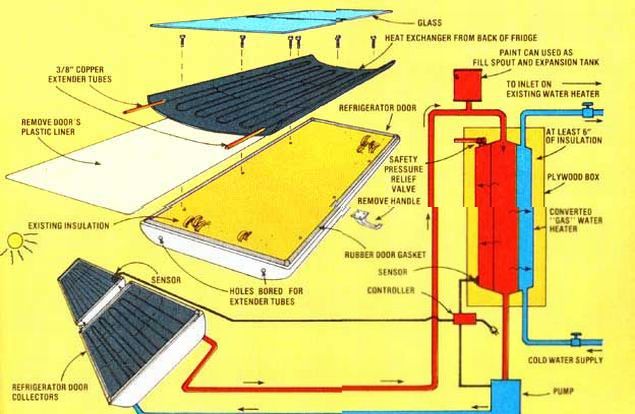 GLASS
HEAT EXCHANGER FROM BACK OF FRIDGE
PAINT CAN USED AS
FILL SPOUT AND EXPANSION TANK
3/8" COPPER
EXTENDER TUBES
TO INLET ON
EXISTING WATER HEATER
REFRIGERATOR DOOR
REMOVE DOOR'S
PLASTIC LINER
AT LEAST 6"
OF INSULATION
SAFETY
PRESSURE
RELIEF
VALVE
PLYWOOD BOX
REMOVE HANDLE
EXISTING INSULATION
CONVERTED
"GAS" WATER
HEATER
RUBBER DOOR GASKET
SENSOR
SENSOR
HOLES BORED FOR
EXTENDER TUBES
CONTROLLER
COLD WATER SUPPLY
REFRIGERATOR DOOR
COLLECTORS
PUMP